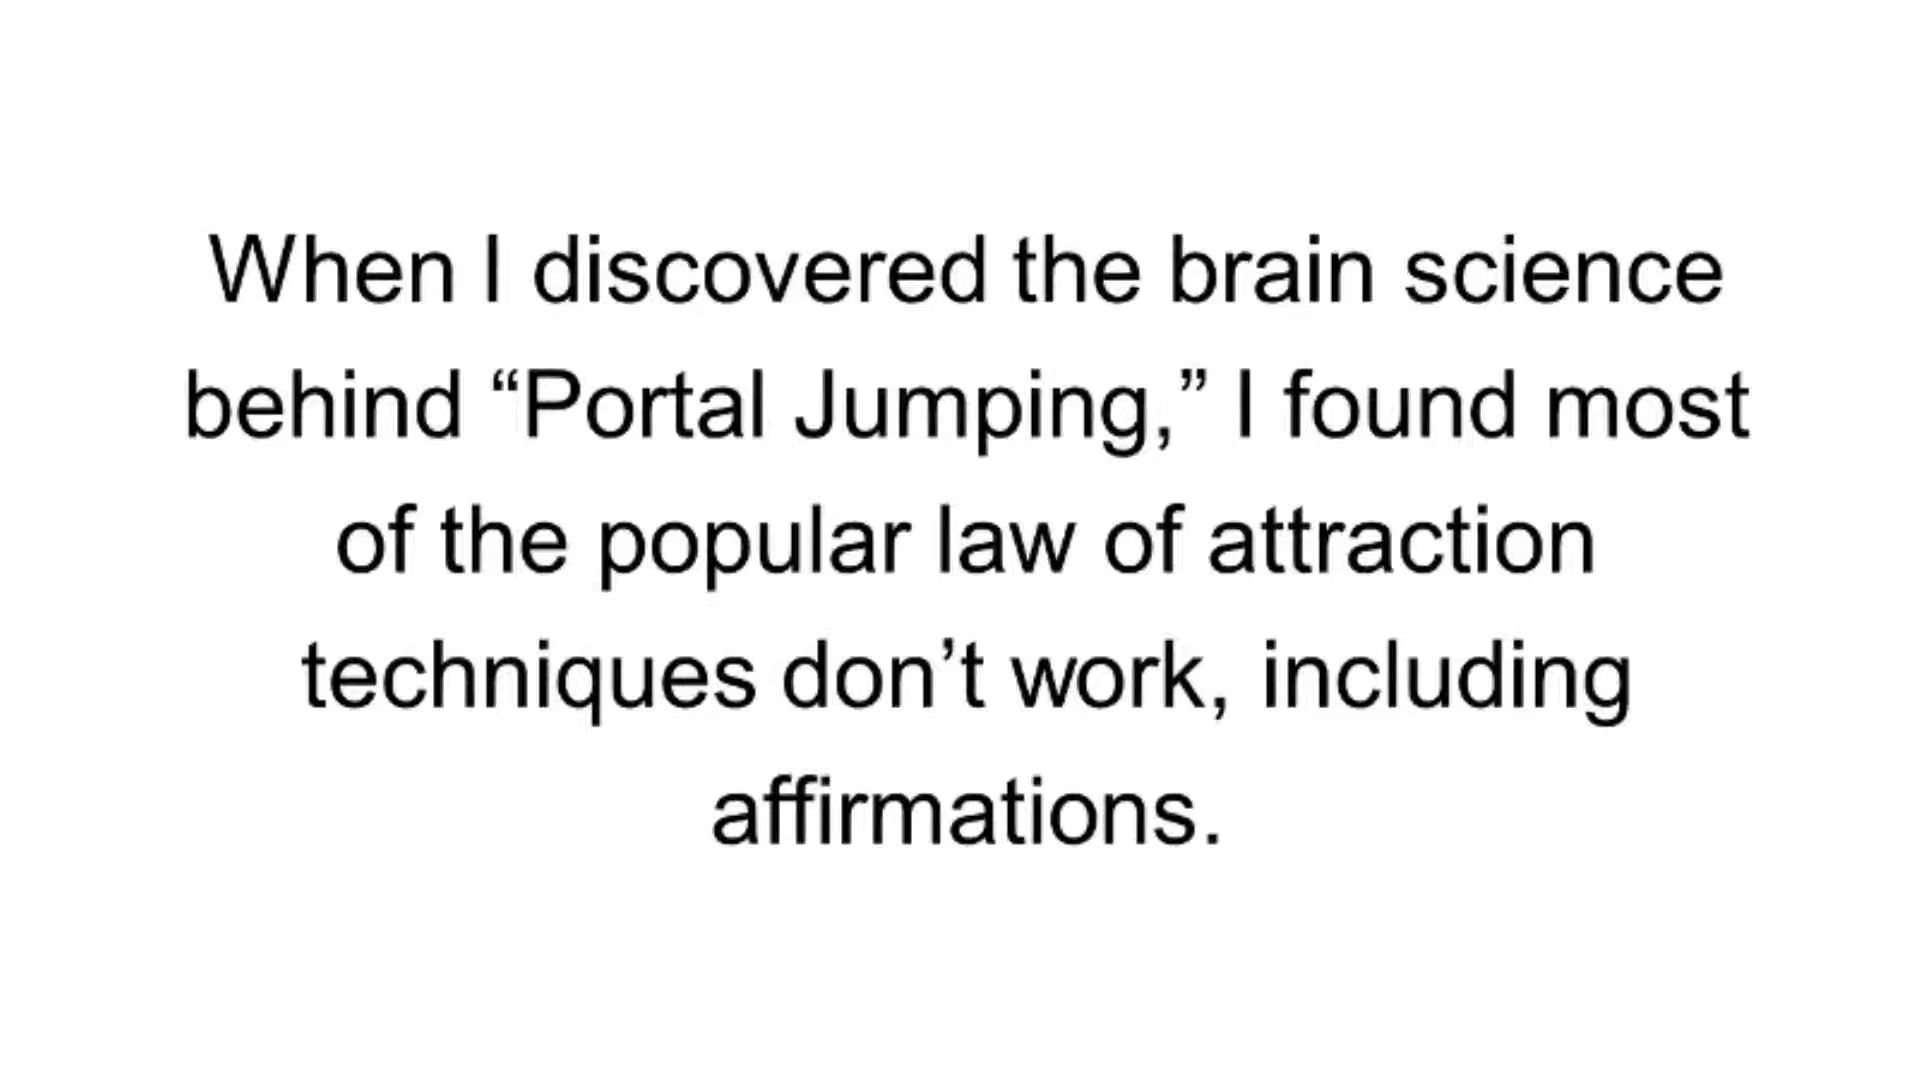 When I discovered the brain science
behind “Portal Jumping,” I found most
of the popular law of attraction
techniques don’t work, including
affirmations.